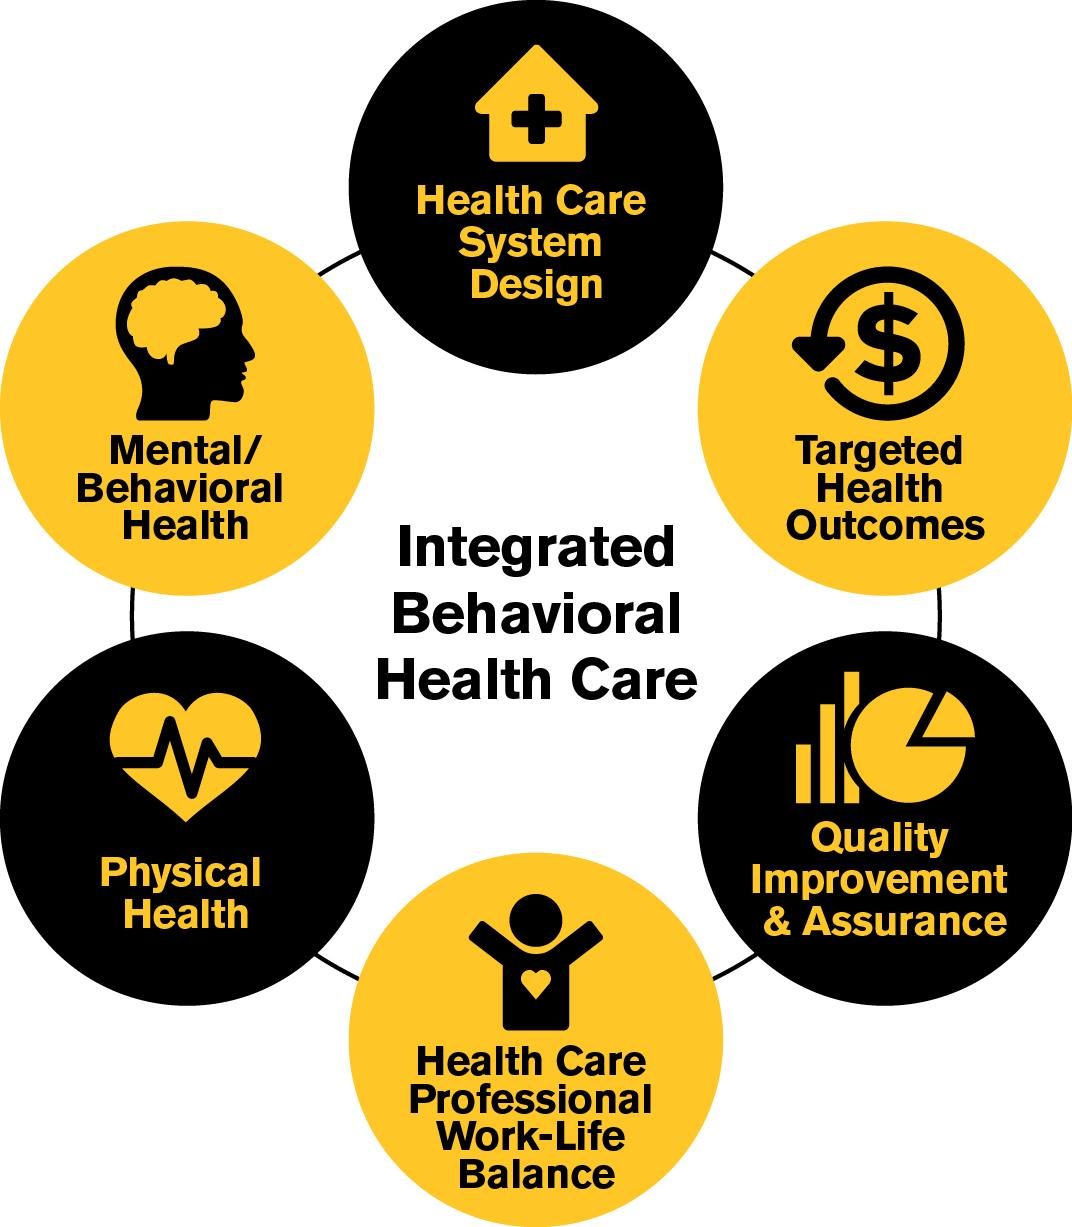 Health Care
System
Design
Targeted
Health
Outcomes
Quality
Improvement
& Assurance
Health Care
Professional
Work-Life
Balance
Physical
Health
Mental/
Behavioral
Health
Integrated
Behavioral
Health Care
$